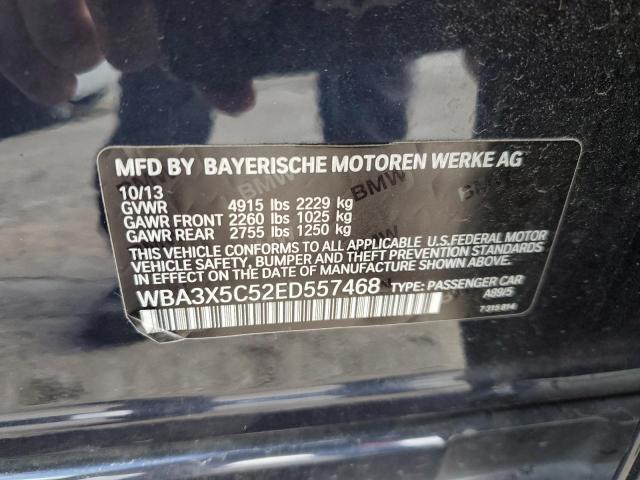 MFD BY BAYERISCHE MOTOREN WERKE AG
10/13
GVWR 4915 lbs 2229 kg
GAWR FRONT 2260 lbs 1025 kg
GAWR REAR 2755 lbs 1250 kg
THIS VEHICLE CONFORMS TO ALL APPLICABLE U.S.FEDERAL MOTOR
VEHICLE SAFETY, BUMPER AND THEFT PREVENTION STANDARDS
IN EFFECT ON THE DATE OF MANUFACTURE SHOWN ABOVE.
WBA3X5C52ED557468 TYPE: PASSENGER CAR
A89/5
7315814